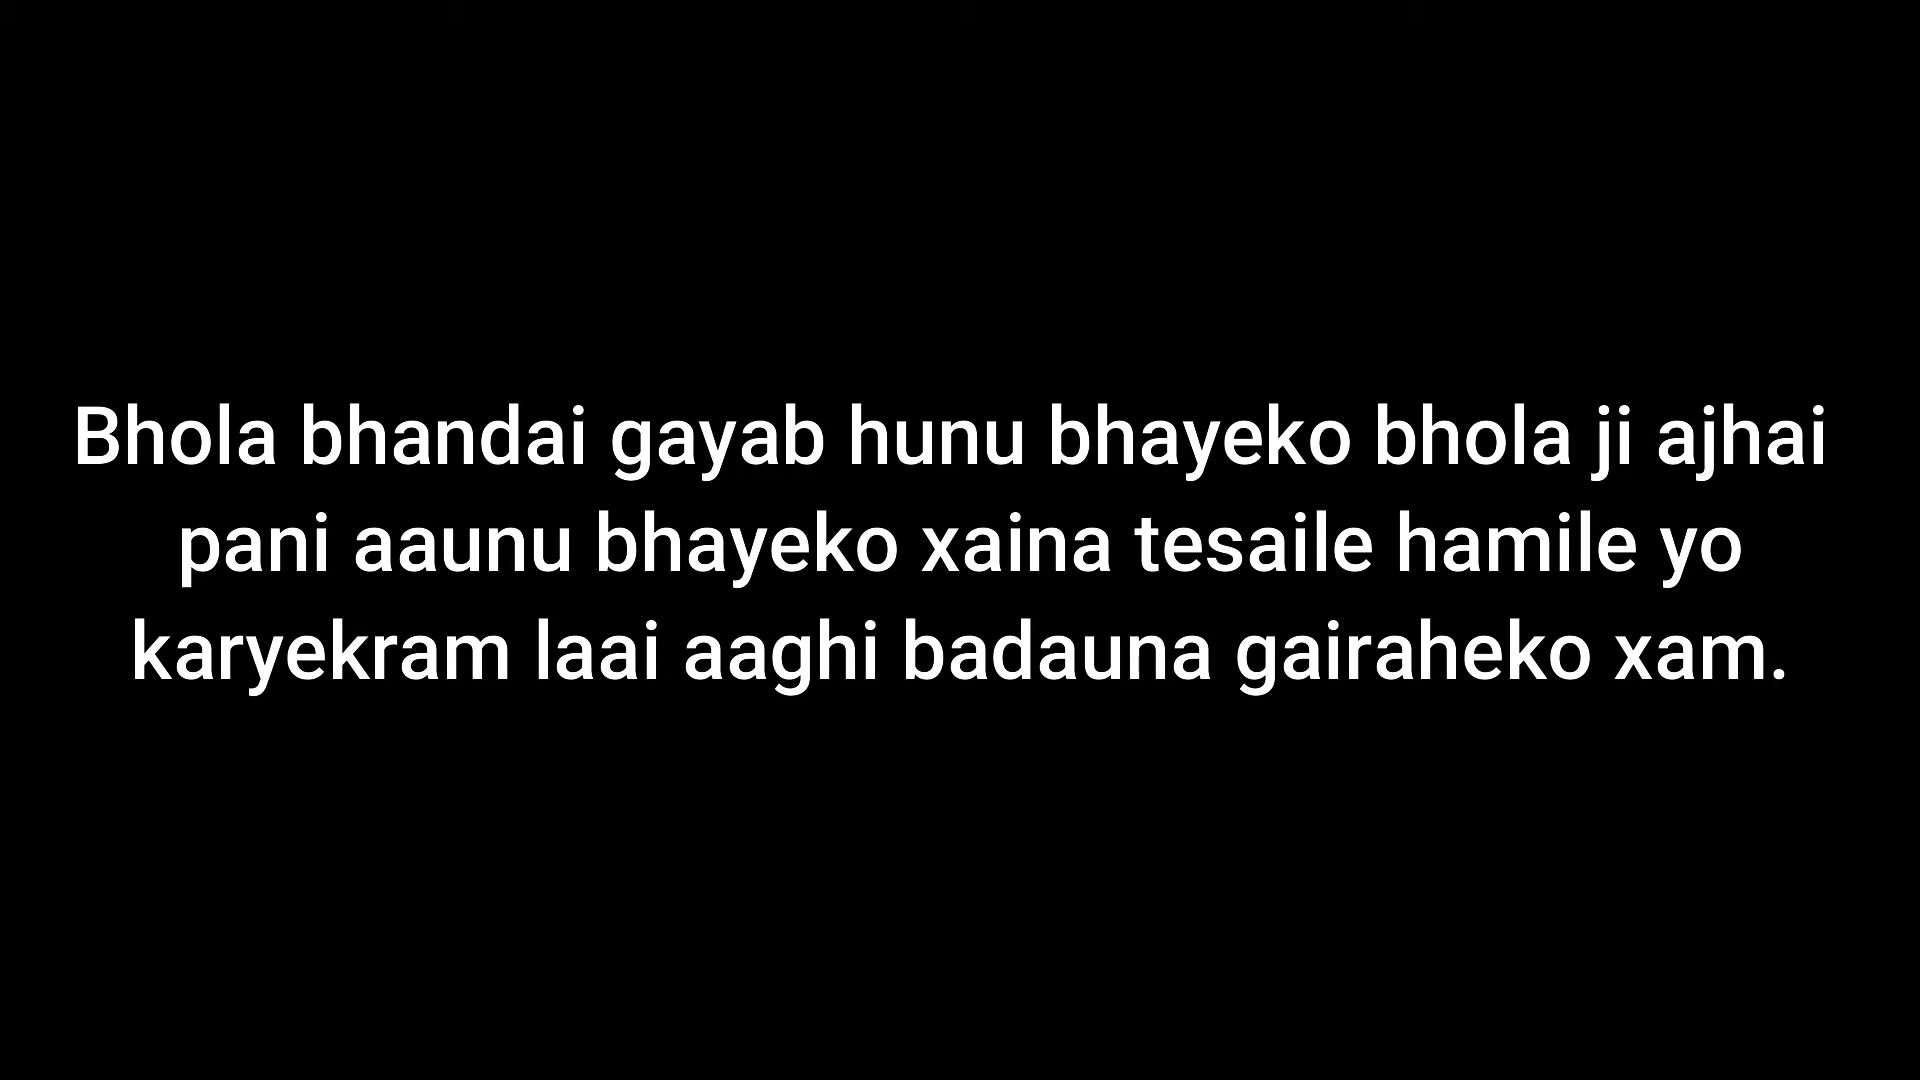 Bhola bhandai gayab hunu bhayeko bhola ji ajhai
pani aaunu bhayeko xaina tesaile hamile yo
karyekram laai aaghi badauna gairaheko xam.